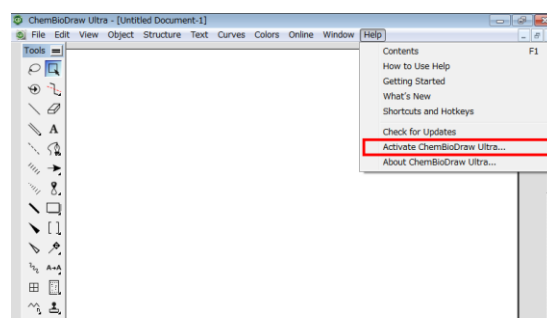 ChemBioDraw Ultra - [Untitled Document-1]
File Edit View Object Structure Text Curves Colors Online Window Help
Tools
Contents F1
How to Use Help
Getting Started
What's New
Shortcuts and Hotkeys
Check for Updates
Activate ChemBioDraw Ultra...
About ChemBioDraw Ultra...
A
A→A